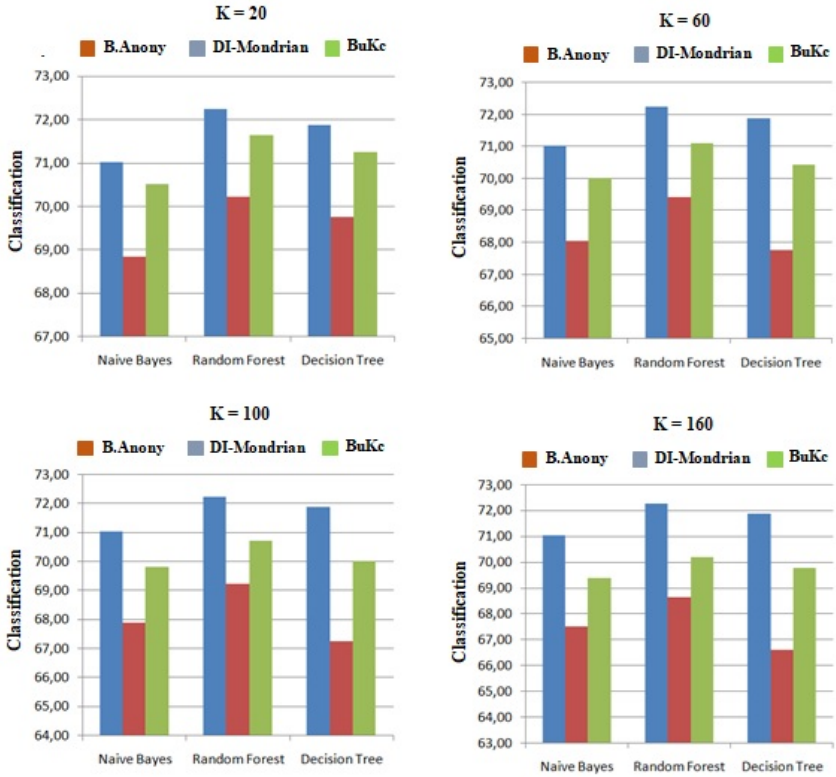 K = 20
B.Anony DI-Mondrian BuKc
Classification
73,00
72,00
71,00
70,00
69,00
68,00
67,00
Naive Bayes Random Forest Decision Tree
K = 60
B.Anony DI-Mondrian BuKc
Classification
73,00
72,00
71,00
70,00
69,00
68,00
67,00
66,00
65,00
Naive Bayes Random Forest Decision Tree
K = 100
B.Anony DI-Mondrian BuKc
Classification
73,00
72,00
71,00
70,00
69,00
68,00
67,00
66,00
65,00
64,00
Naive Bayes Random Forest Decision Tree
K = 160
B.Anony DI-Mondrian BuKc
Classification
73,00
72,00
71,00
70,00
69,00
68,00
67,00
66,00
65,00
64,00
63,00
Naive Bayes Random Forest Decision Tree